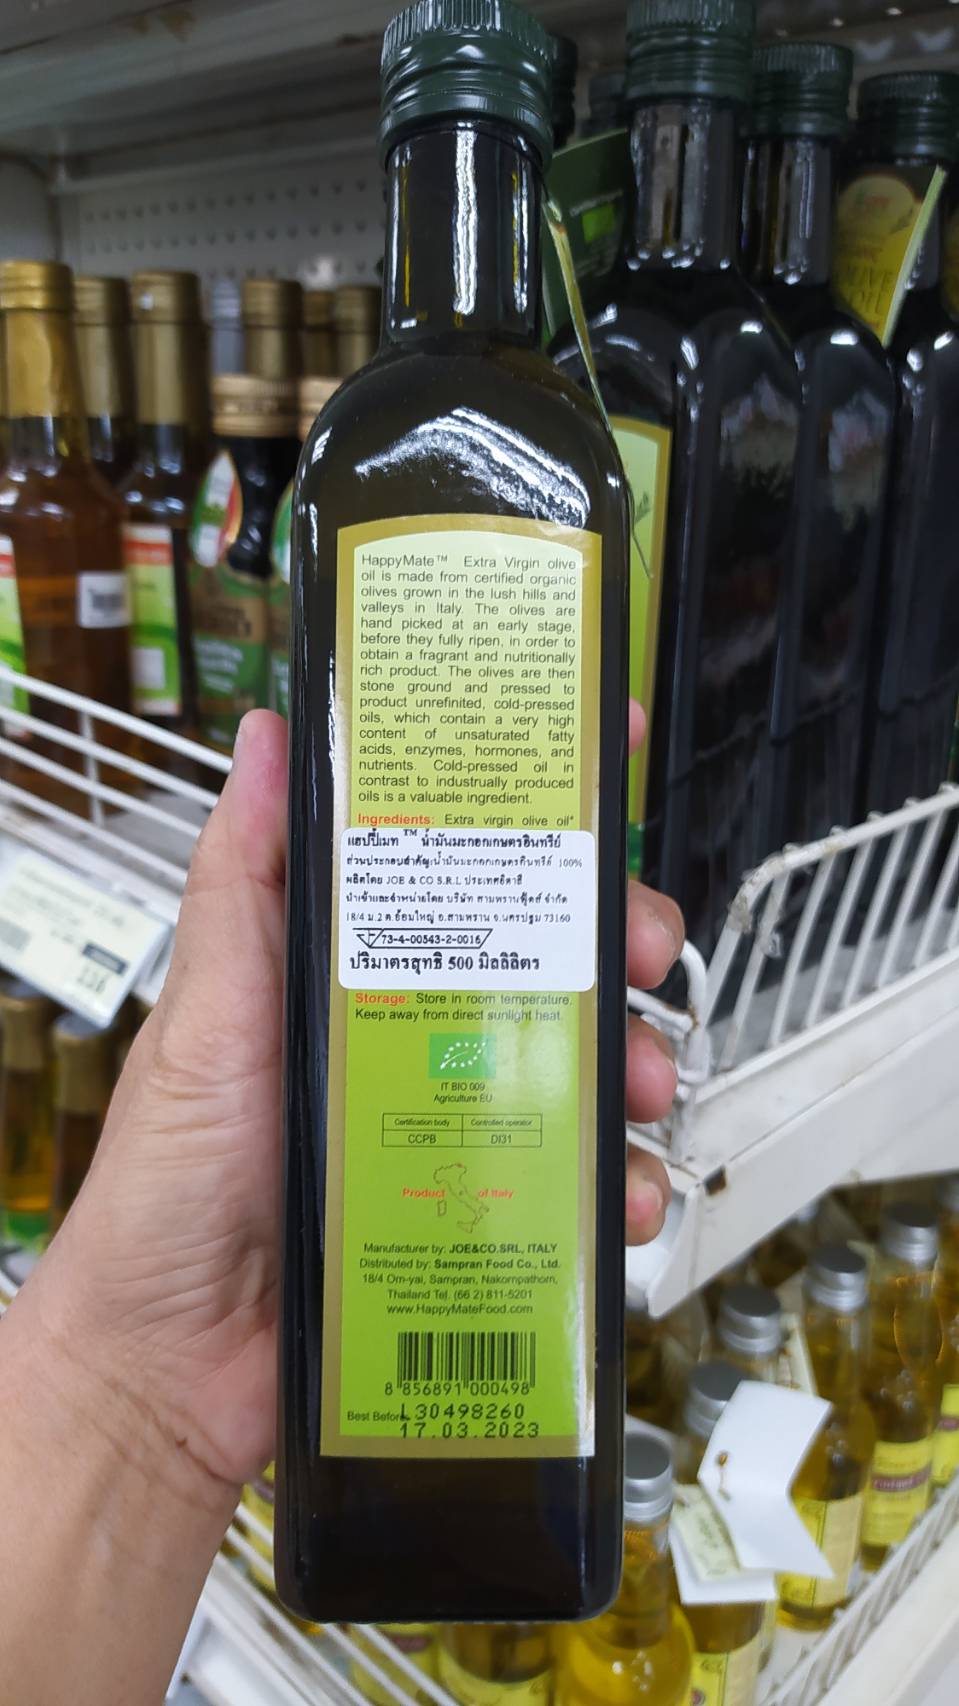 HappyMate™ Extra Virgin olive
oil is made from certified organic
olives grown in the lush hills and
valleys in Italy. The olives are
hand picked at an early stage,
before they fully ripen, in order to
obtain a fragrant and nutritionally
rich product. The olives are then
stone ground and pressed to
product unrefinited, cold-pressed
oils, which contain a very high
content of unsaturated fatty
acids, enzymes, hormones, and
nutrients. Cold-pressed oil in
contrast to industrually produced
oils is a valuable ingredient.
Ingredients: Extra virgin olive oil*
แฮปปี้เมท ™ น้ำมันมะกอกเกษตรอินทรีย์
ส่วนประกอบสำคัญ:น้ำมันมะกอกเกษตรอินทรีย์ 100%
ผลิตโดย JOE & CO S.R.L ประเทศอิตาลี
นำเข้าและจำหน่ายโดย บริษัท สามพรานฟู้ดส์ จำกัด
18/4 ม.2 ต.อ้อมใหญ่ อ.สามพราน จ.นครปฐม 73160
73-4-00543-2-0016
ปริมาตรสุทธิ 500 มิลลิลิตร
Storage: Store in room temperature.
Keep away from direct sunlight heat.
IT BIO 009
Agriculture EU
Certification body Controlled operator
CCPB DI31
Product of Italy
Manufacturer by: JOE&CO.SRL, ITALY
Distributed by: Sampran Food Co., Ltd.
18/4 Om-yai, Sampran, Nakornpathom,
Thailand Tel. (66 2) 811-5201
www.HappyMateFood.com
8 856891 000498
Best Before L30498260
17.03.2023
OLIVE
OIL